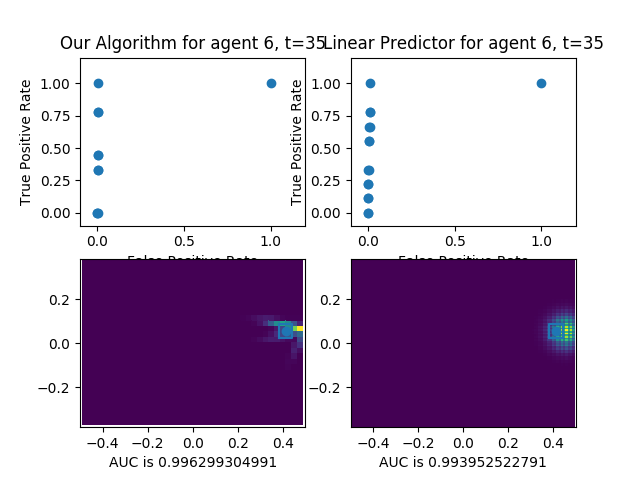 Our Algorithm for agent 6, t=35
Linear Predictor for agent 6, t=35
True Positive Rate
1.00
0.75
0.50
0.25
0.00
0.0 0.5 1.0
False Positive Rate
True Positive Rate
1.00
0.75
0.50
0.25
0.00
0.0 0.5 1.0
False Positive Rate
0.2
0.0
−0.2
−0.4 −0.2 0.0 0.2 0.4
AUC is 0.996299304991
0.2
0.0
−0.2
−0.4 −0.2 0.0 0.2 0.4
AUC is 0.993952522791